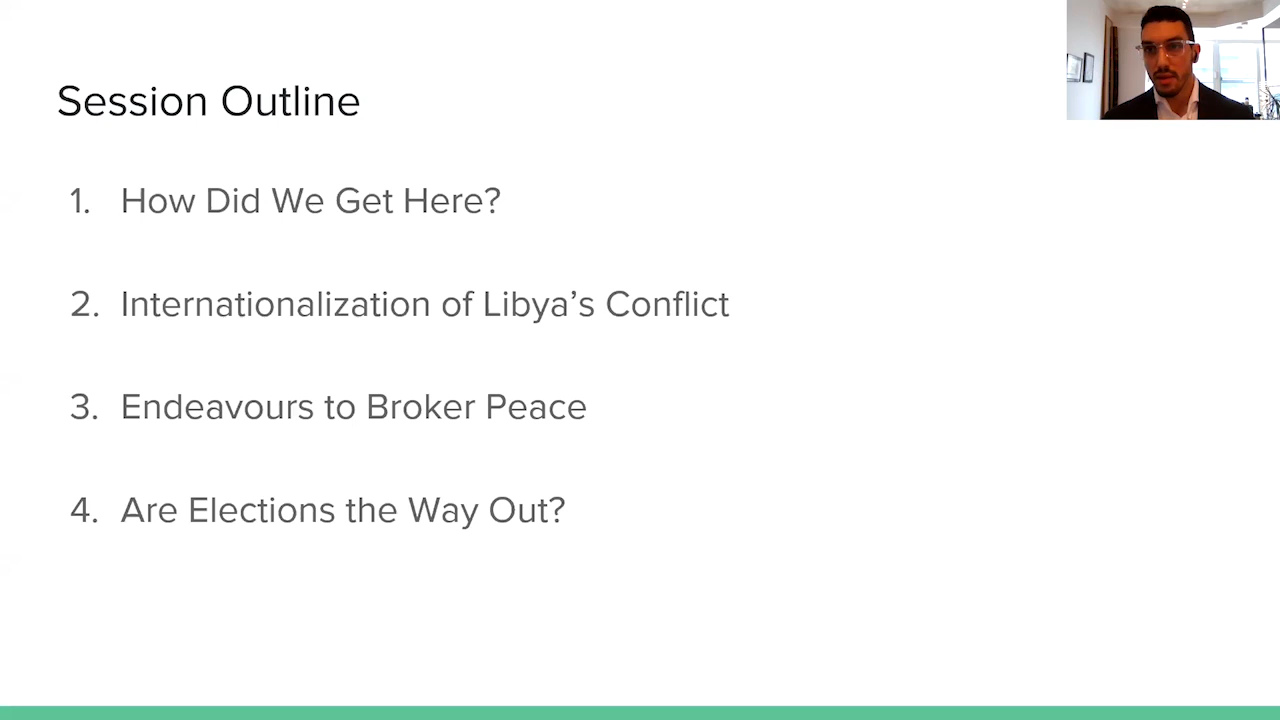 Session Outline
1. How Did We Get Here?
2. Internationalization of Libya’s Conflict
3. Endeavours to Broker Peace
4. Are Elections the Way Out?